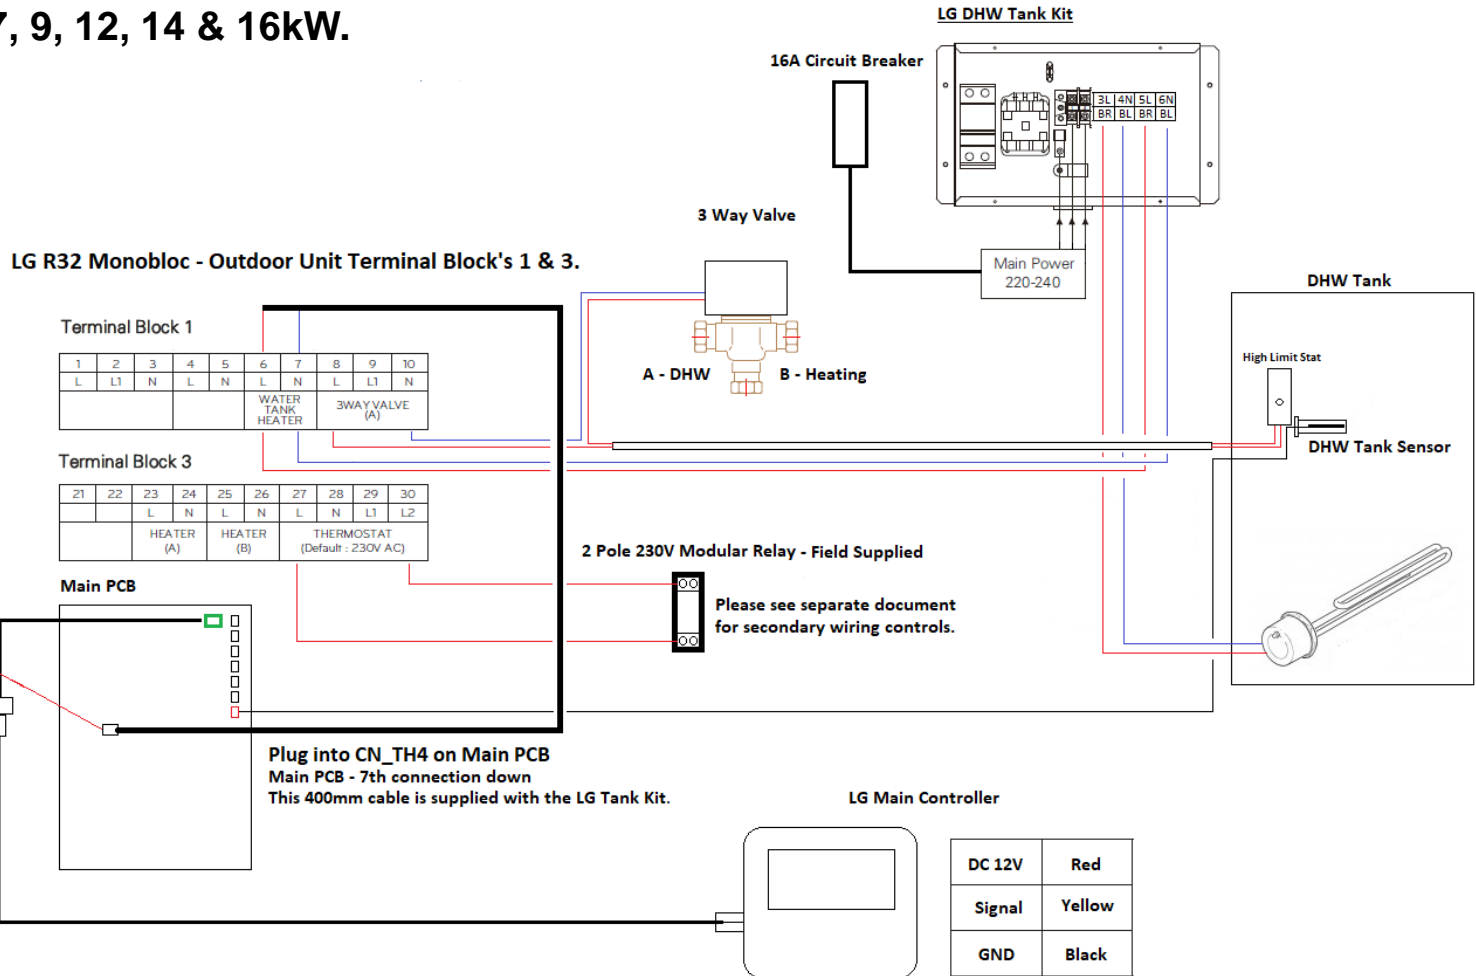 7, 9, 12, 14 & 16kW.
LG DHW Tank Kit
16A Circuit Breaker
3L 4N 5L 6N
BR BL BR BL
3 Way Valve
Main Power
220-240
LG R32 Monobloc - Outdoor Unit Terminal Block's 1 & 3.
DHW Tank
Terminal Block 1
1 2 3 4 5 6 7 8 9 10
L L1 N L N L N L L1 N
WATER
TANK
HEATER
3WAY VALVE
(A)
A - DHW
B - Heating
High Limit Stat
DHW Tank Sensor
Terminal Block 3
21 22 23 24 25 26 27 28 29 30
L N L N L N L1 L2
HEATER
(A)
HEATER
(B)
THERMOSTAT
(Default : 230V AC)
2 Pole 230V Modular Relay - Field Supplied
Please see separate document
for secondary wiring controls.
Main PCB
Plug into CN_TH4 on Main PCB
Main PCB - 7th connection down
This 400mm cable is supplied with the LG Tank Kit.
LG Main Controller
DC 12V Red
Signal Yellow
GND Black